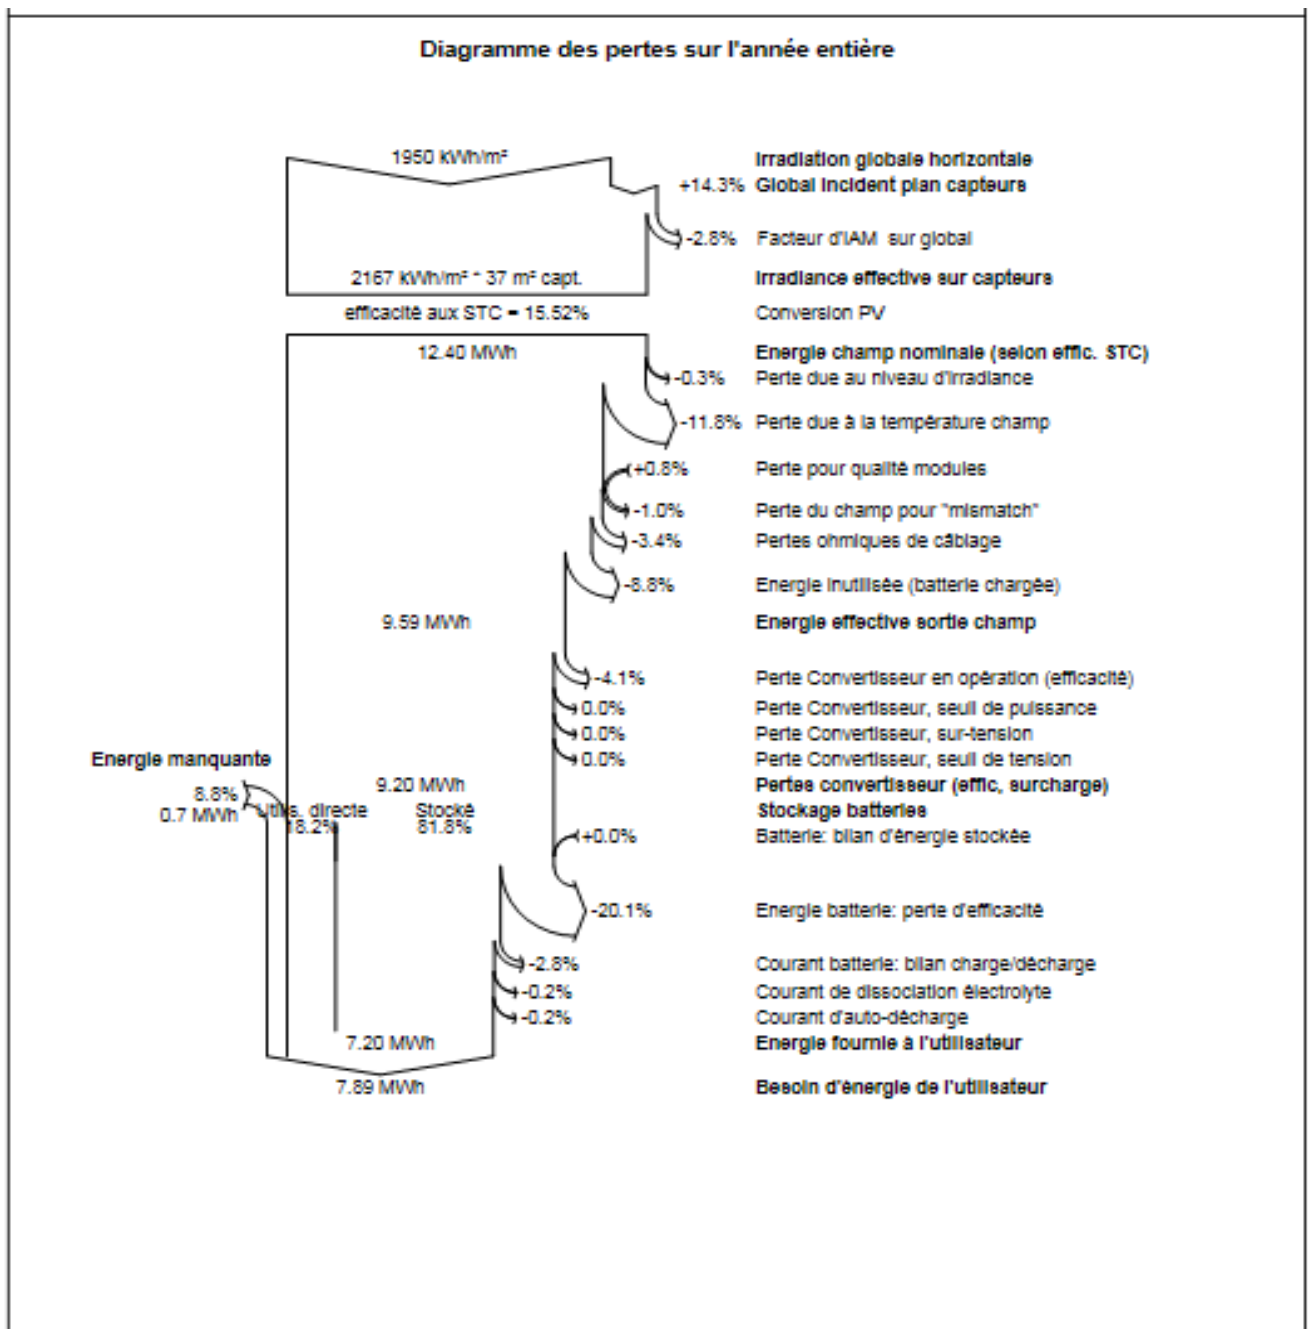 Diagramme des pertes sur l'année entière
1950 kWh/m² Irradiation globale horizontale
+14.3% Global incident plan capteurs
-2.8% Facteur d'IAM sur global
2167 kWh/m² * 37 m² capt. Irradiance effective sur capteurs
efficacité aux STC = 15.52% Conversion PV
12.40 MWh Energie champ nominale (selon effic. STC)
-0.3% Perte due au niveau d'irradiance
-11.8% Perte due à la température champ
+0.8% Perte pour qualité modules
-1.0% Perte du champ pour "mismatch"
-3.4% Pertes ohmiques de câblage
-8.8% Energie inutilisée (batterie chargée)
9.59 MWh Energie effective sortie champ
-4.1% Perte Convertisseur en opération (efficacité)
0.0% Perte Convertisseur, seuil de puissance
0.0% Perte Convertisseur, sur-tension
Energie manquante 0.0% Perte Convertisseur, seuil de tension
8.8% 9.20 MWh Pertes convertisseur (effic, surcharge)
0.7 MWh Utilis. directe Stocké Stockage batteries
18.2% 81.8%
+0.0% Batterie: bilan d'énergie stockée
-20.1% Energie batterie: perte d'efficacité
-2.8% Courant batterie: bilan charge/décharge
-0.2% Courant de dissociation électrolyte
-0.2% Courant d'auto-décharge
7.20 MWh Energie fournie à l'utilisateur
7.89 MWh Besoin d'énergie de l'utilisateur